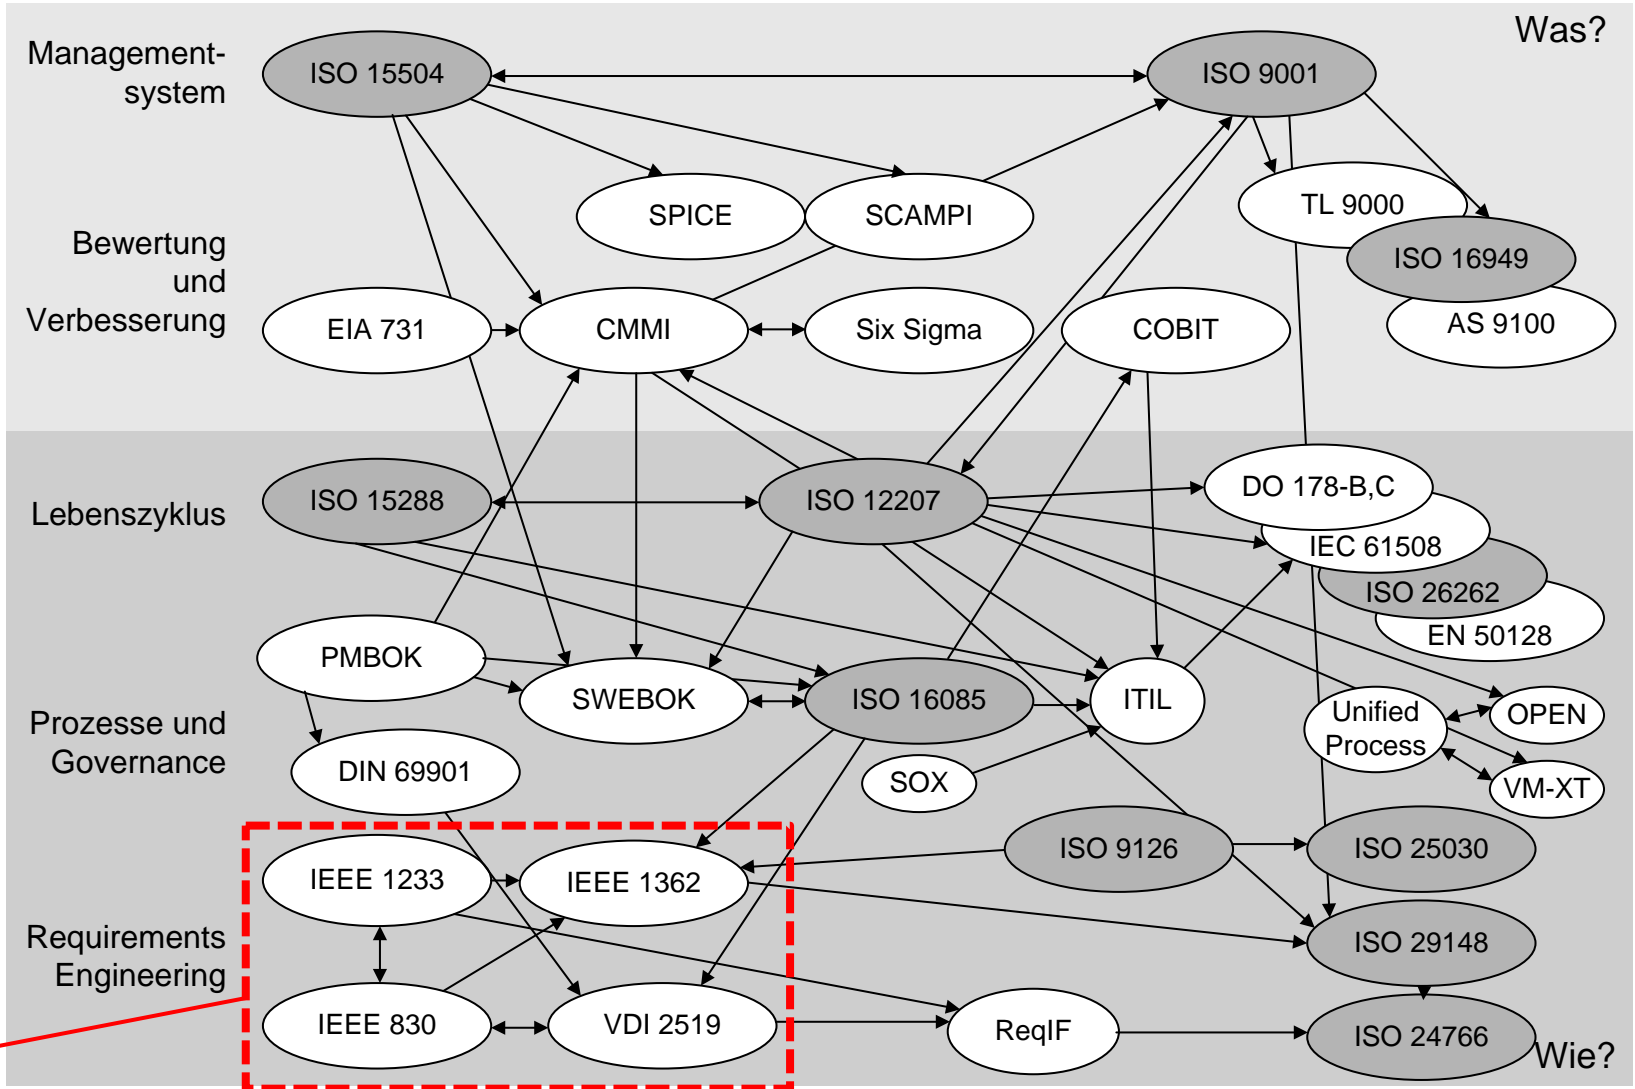 Was?
Management-
system
ISO 15504
ISO 9001
SPICE
SCAMPI
TL 9000
Bewertung
und
Verbesserung
ISO 16949
EIA 731
CMMI
Six Sigma
COBIT
AS 9100
Lebenszyklus
ISO 15288
ISO 12207
DO 178-B,C
IEC 61508
ISO 26262
EN 50128
PMBOK
SWEBOK
ISO 16085
ITIL
Unified
Process
OPEN
VM-XT
Prozesse und
Governance
DIN 69901
SOX
IEEE 1233
IEEE 1362
ISO 9126
ISO 25030
Requirements
Engineering
ISO 29148
IEEE 830
VDI 2519
ReqIF
ISO 24766
Wie?